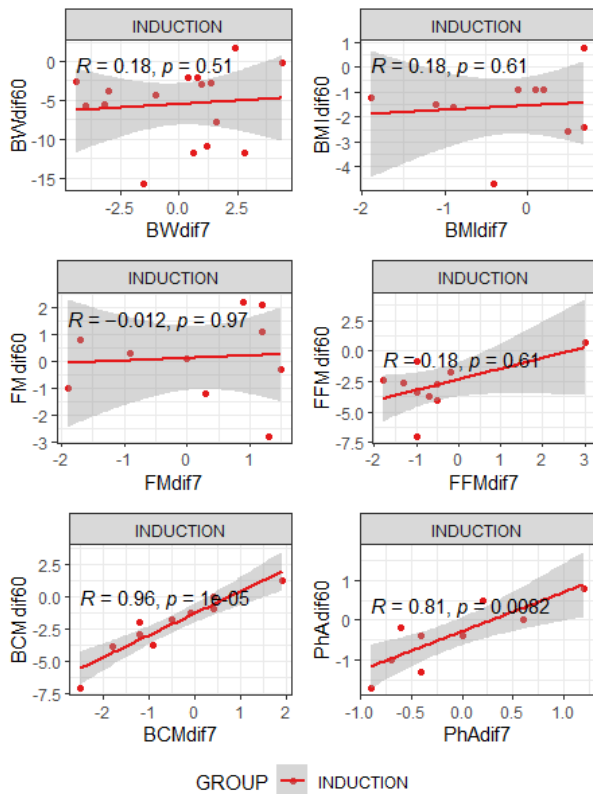 INDUCTION
INDUCTION
R = 0.18, p = 0.51
R = 0.18, p = 0.61
BWdif60
0
-5
-10
-15
BMIdif60
1
0
-1
-2
-3
-4
-2.5
0.0
2.5
-2
-1
0
BWdif7
BMIdif7
INDUCTION
INDUCTION
R = −0.012, p = 0.97
R = 0.18, p = 0.61
FMdif60
2
1
0
-1
-2
-3
FFMdif60
2.5
0.0
-2.5
-5.0
-7.5
-2
-1
0
1
-2
-1
0
1
2
3
FMdif7
FFMdif7
INDUCTION
INDUCTION
R = 0.96, p = 1e-05
R = 0.81, p = 0.0082
BCMdif60
2.5
0.0
-2.5
-5.0
-7.5
PhAdif60
1
0
-1
-2
-1
0
1
2
-1.0
-0.5
0.0
0.5
1.0
BCMdif7
PhAdif7
GROUP
INDUCTION